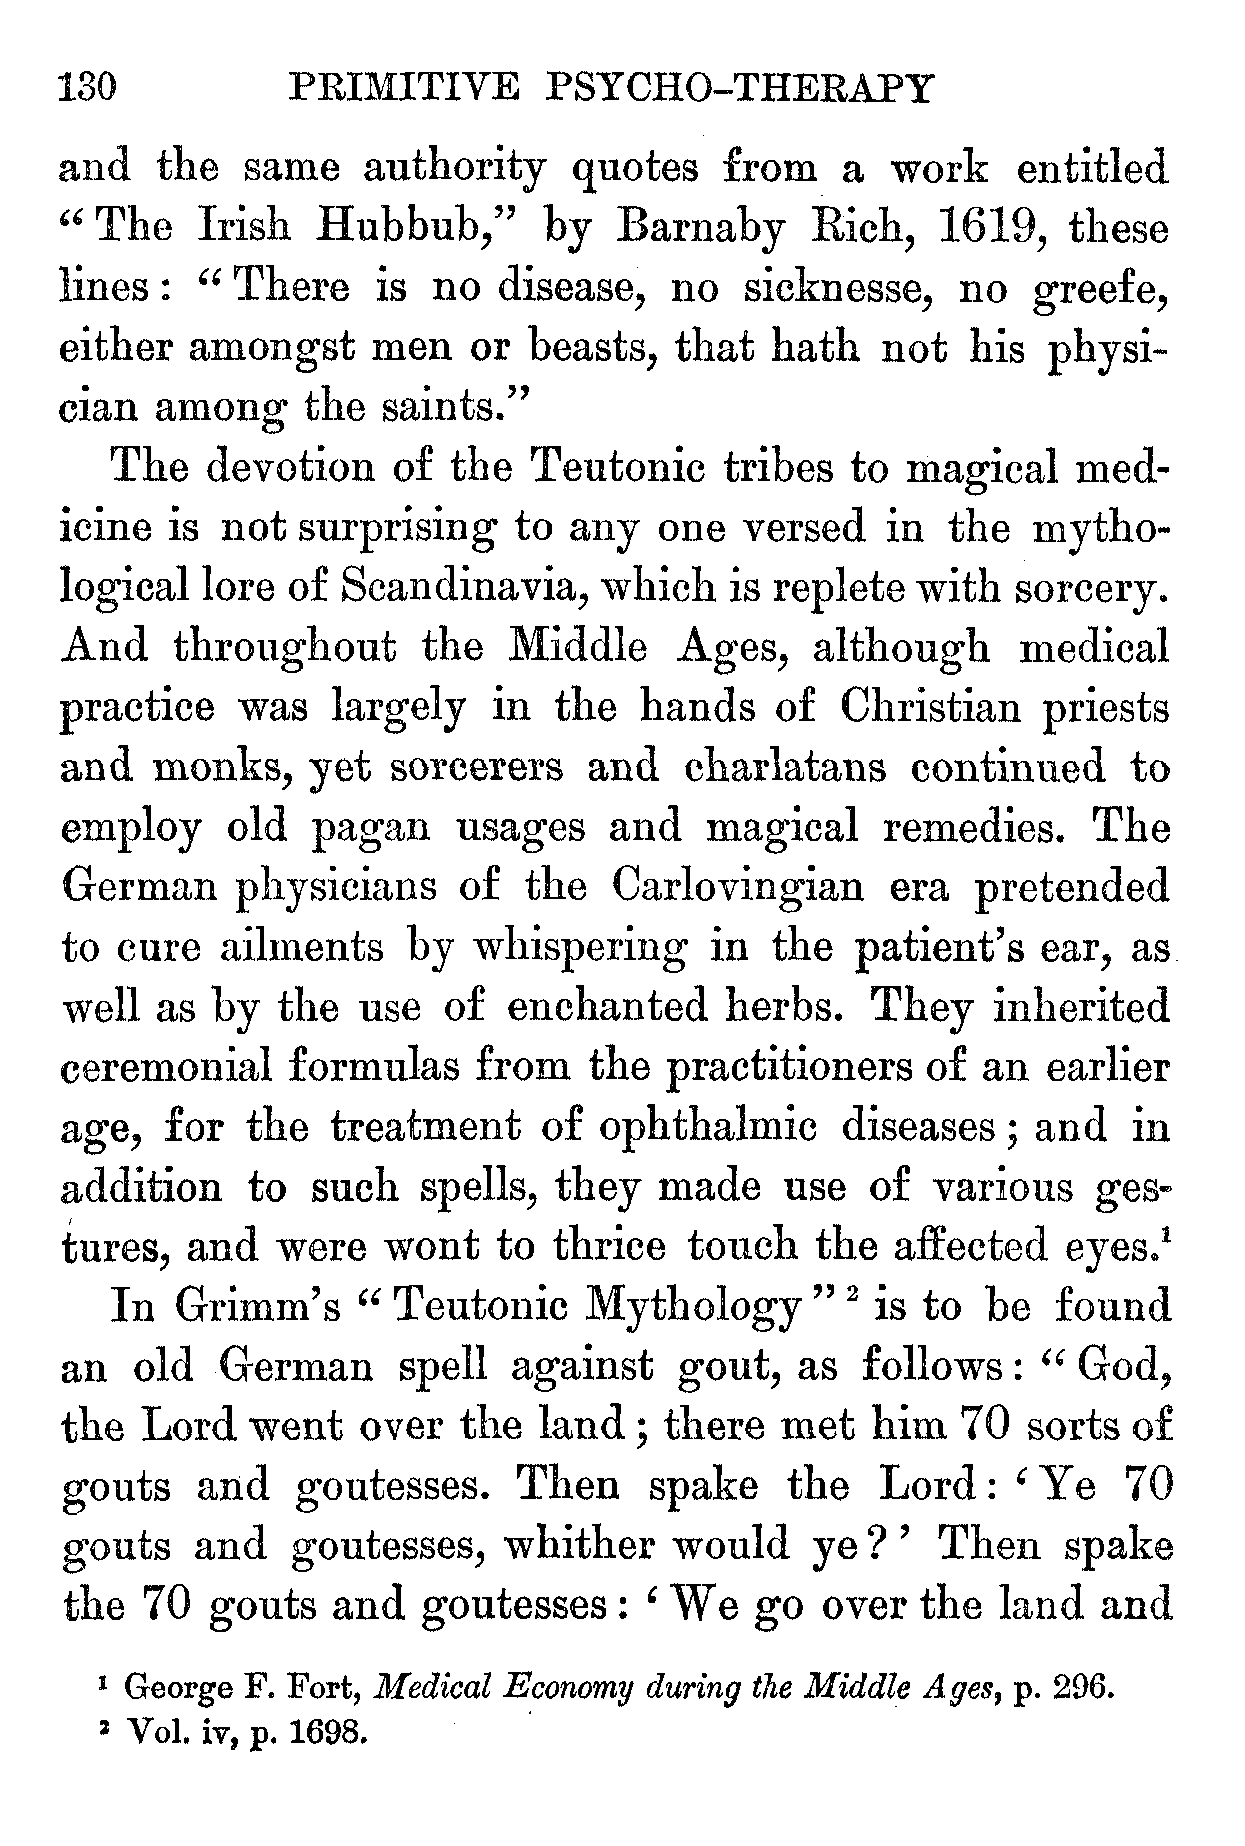 130 PRIMITIVE PSYCHO-THERAPY
and the same authority quotes from a work entitled
“The Irish Hubbub,” by Barnaby Rich, 1619, these
lines : “There is no disease, no sicknesse, no greefe,
either amongst men or beasts, that hath not his physi-
cian among the saints.”
The devotion of the Teutonic tribes to magical med-
icine is not surprising to any one versed in the mytho-
logical lore of Scandinavia, which is replete with sorcery.
And throughout the Middle Ages, although medical
practice was largely in the hands of Christian priests
and monks, yet sorcerers and charlatans continued to
employ old pagan usages and magical remedies. The
German physicians of the Carlovingian era pretended
to cure ailments by whispering in the patient’s ear, as
well as by the use of enchanted herbs. They inherited
ceremonial formulas from the practitioners of an earlier
age, for the treatment of ophthalmic diseases ; and in
addition to such spells, they made use of various ges-
tures, and were wont to thrice touch the affected eyes.¹
In Grimm’s “Teutonic Mythology” ² is to be found
an old German spell against gout, as follows : “God,
the Lord went over the land ; there met him 70 sorts of
gouts and goutesses. Then spake the Lord : ‘Ye 70
gouts and goutesses, whither would ye ?’ Then spake
the 70 gouts and goutesses : ‘We go over the land and
¹ George F. Fort, Medical Economy during the Middle Ages, p. 296.
² Vol. iv, p. 1698.